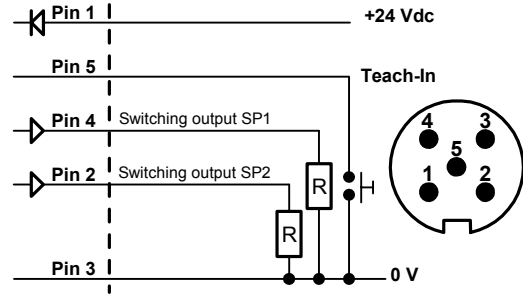 Pin 1
+24 Vdc
Pin 5
Teach-In
Pin 4 Switching output SP1
Pin 2 Switching output SP2
R
R
Pin 3
0 V
4 3
5
1 2